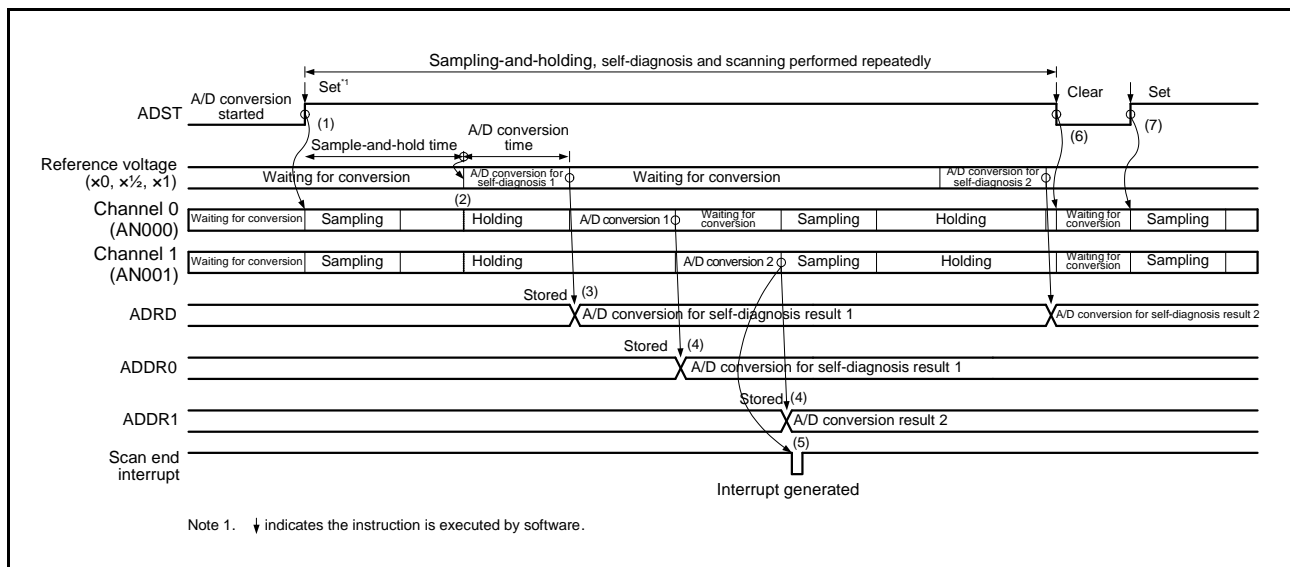 Sampling-and-holding, self-diagnosis and scanning performed repeatedly
ADST
A/D conversion
started
Set*1
(1)
Clear
(6)
Set
(7)
Sample-and-hold time
A/D conversion
time
Reference voltage
(×0, ×½, ×1)
Waiting for conversion
A/D conversion for
self-diagnosis 1
Waiting for conversion
A/D conversion for
self-diagnosis 2
(2)
Channel 0
(AN000)
Waiting for conversion
Sampling
Holding
A/D conversion 1
Waiting for
conversion
Sampling
Holding
Waiting for
conversion
Sampling
Channel 1
(AN001)
Waiting for conversion
Sampling
Holding
A/D conversion 2
Sampling
Holding
Waiting for
conversion
Sampling
ADRD
Stored
(3)
A/D conversion for self-diagnosis result 1
A/D conversion for self-diagnosis result 2
ADDR0
Stored
(4)
A/D conversion for self-diagnosis result 1
ADDR1
Stored
(4)
A/D conversion result 2
Scan end
interrupt
(5)
Interrupt generated
Note 1. indicates the instruction is executed by software.